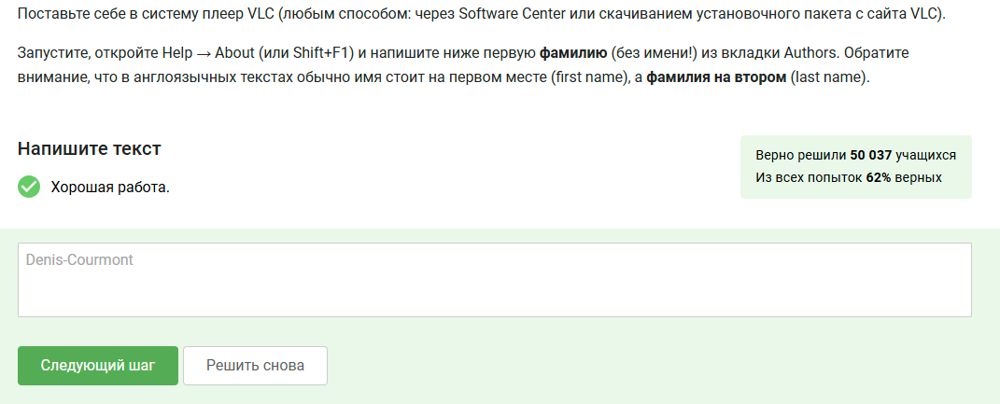 Поставьте себе в систему плеер VLC (любым способом: через Software Center или скачиванием установочного пакета с сайта VLC).
Запустите, откройте Help → About (или Shift+F1) и напишите ниже первую фамилию (без имени!) из вкладки Authors. Обратите
внимание, что в англоязычных текстах обычно имя стоит на первом месте (first name), а фамилия на втором (last name).
Напишите текст
Хорошая работа.
Верно решили 50 037 учащихся
Из всех попыток 62% верных
Denis-Courmont
Следующий шаг
Решить снова